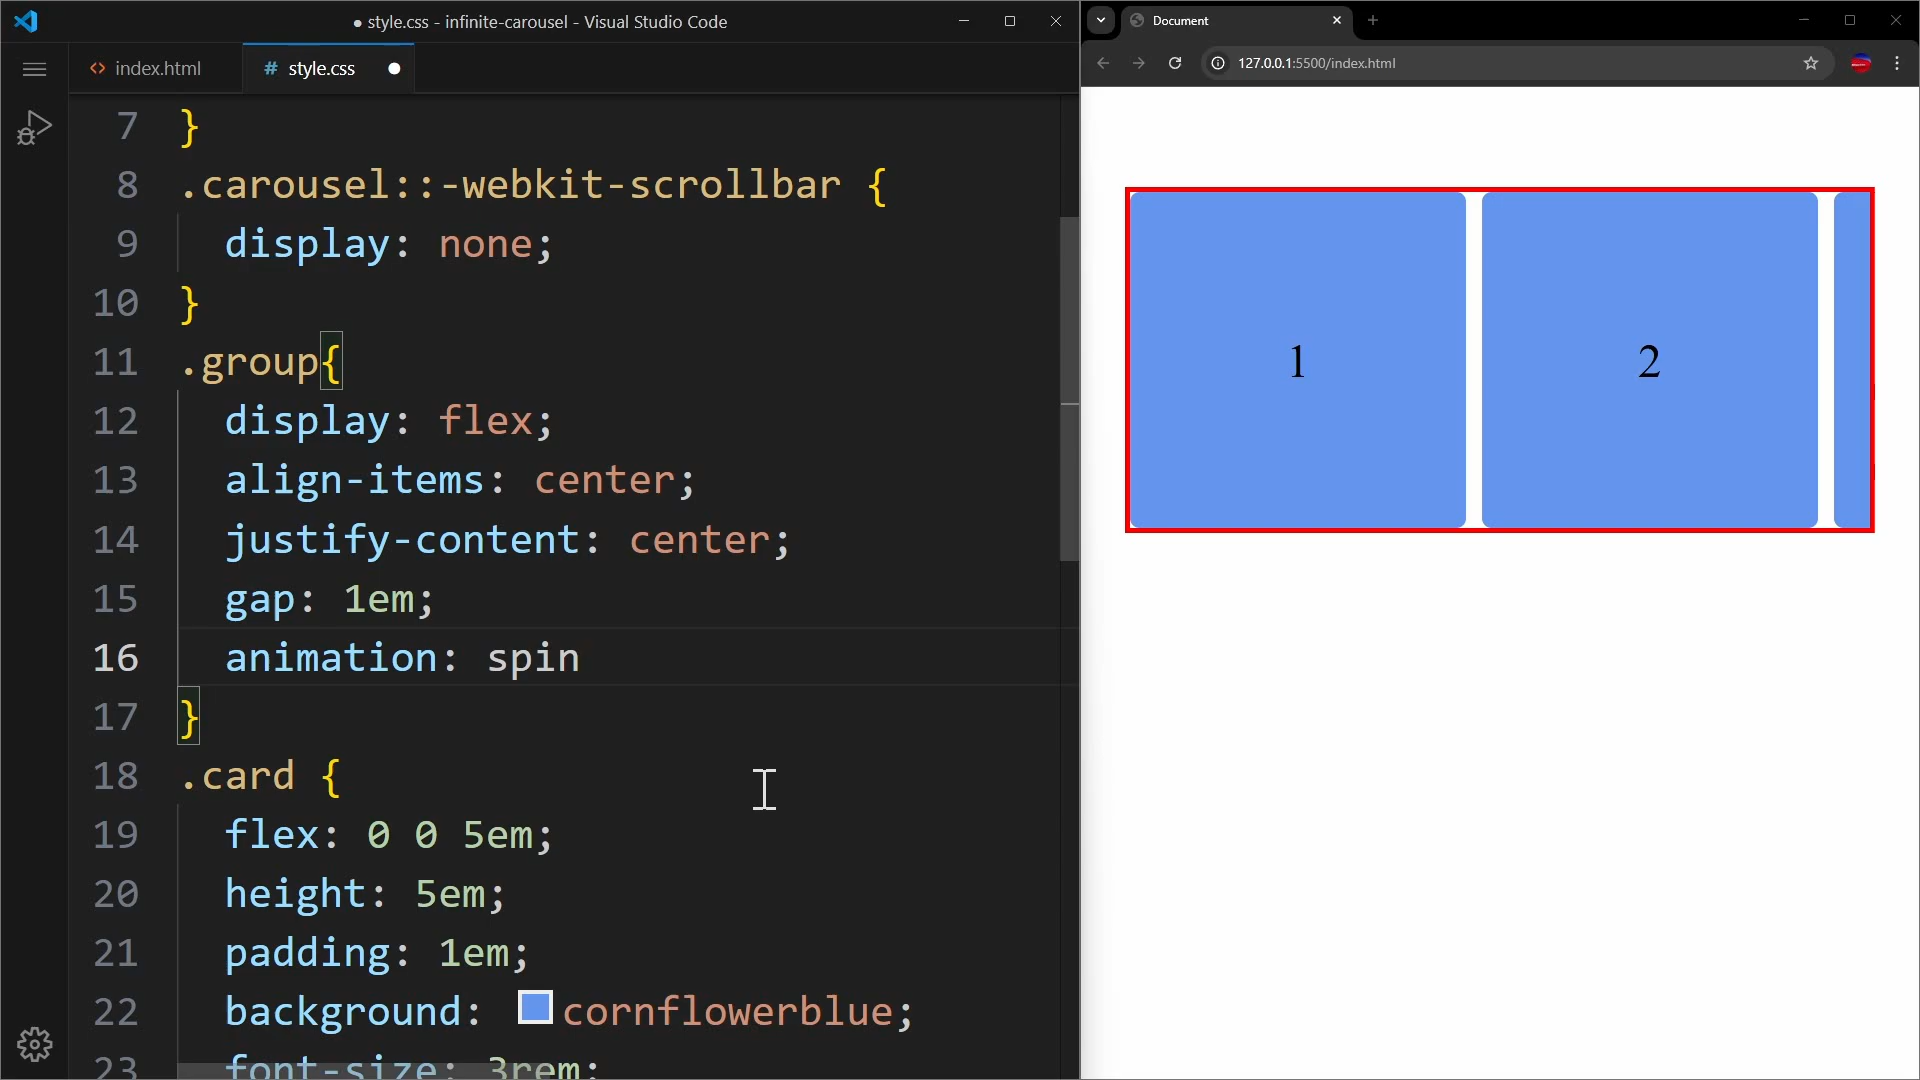 ● style.css - infinite-carousel - Visual Studio Code
index.html
# style.css ●
7 }
8 .carousel::-webkit-scrollbar {
9 display: none;
10 }
11 .group{
12 display: flex;
13 align-items: center;
14 justify-content: center;
15 gap: 1em;
16 animation: spin
17 }
18 .card {
19 flex: 0 0 5em;
20 height: 5em;
21 padding: 1em;
22 background: cornflowerblue;
23 font-size: 3rem;
Document
127.0.0.1:5500/index.html
1
2